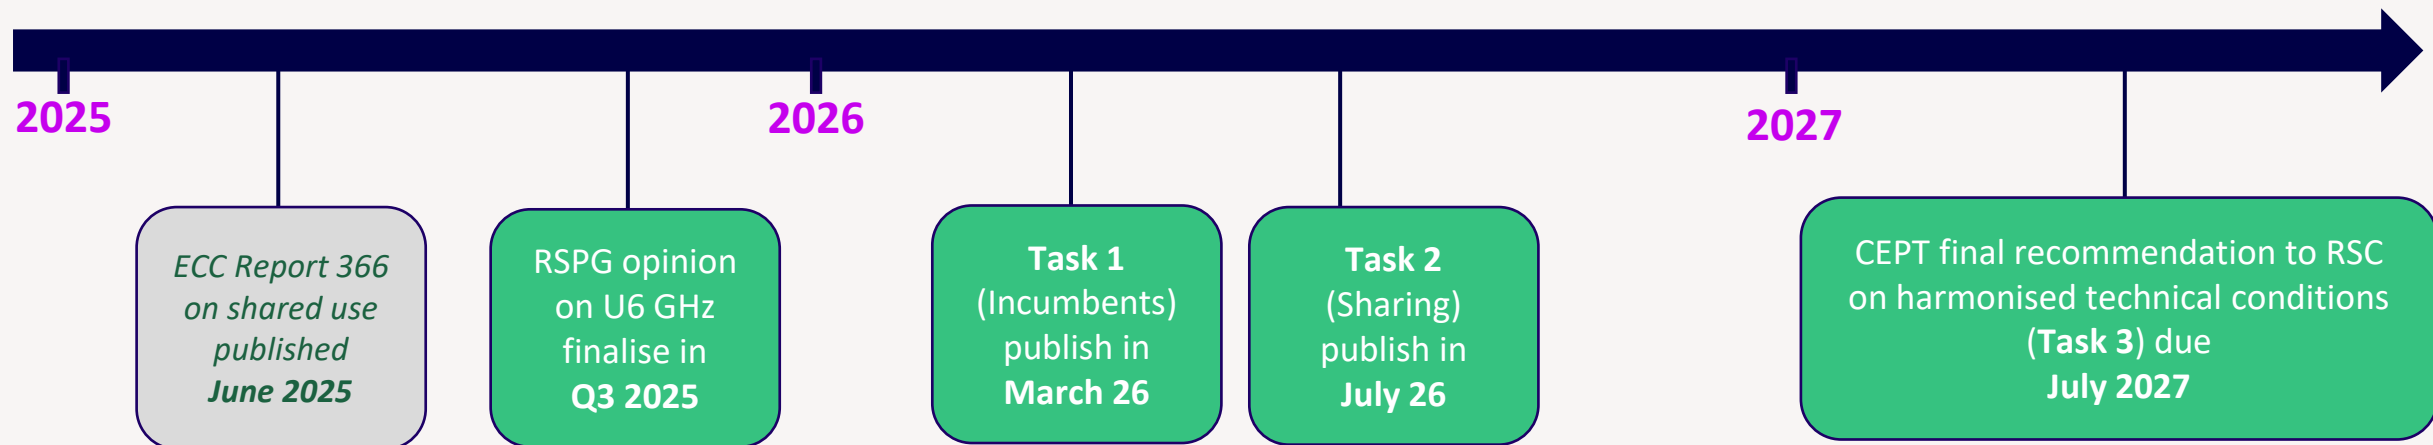 2025
2026
2027
ECC Report 366
on shared use
published
June 2025
RSPG opinion
on U6 GHz
finalise in
Q3 2025
Task 1
(Incumbents)
publish in
March 26
Task 2
(Sharing)
publish in
July 26
CEPT final recommendation to RSC
on harmonised technical conditions
(Task 3) due
July 2027